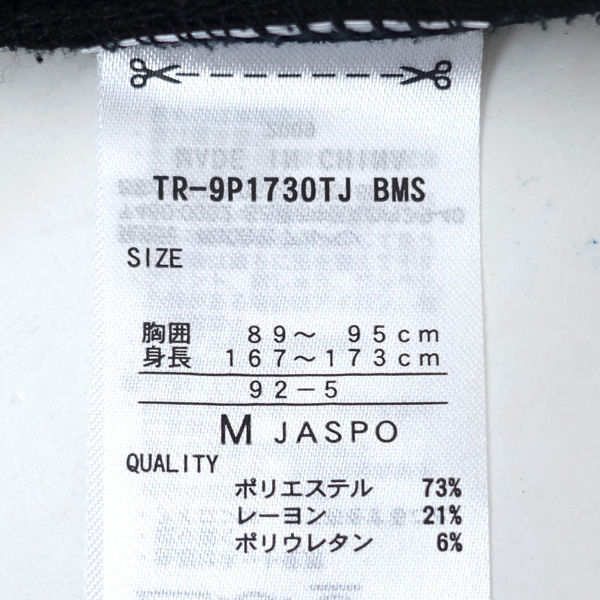 TR-9P1730TJ BMS
SIZE
胸囲 89～ 95cm
身長 167～173cm
92-5
M JASPO
QUALITY
ポリエステル 73%
レーヨン 21%
ポリウレタン 6%